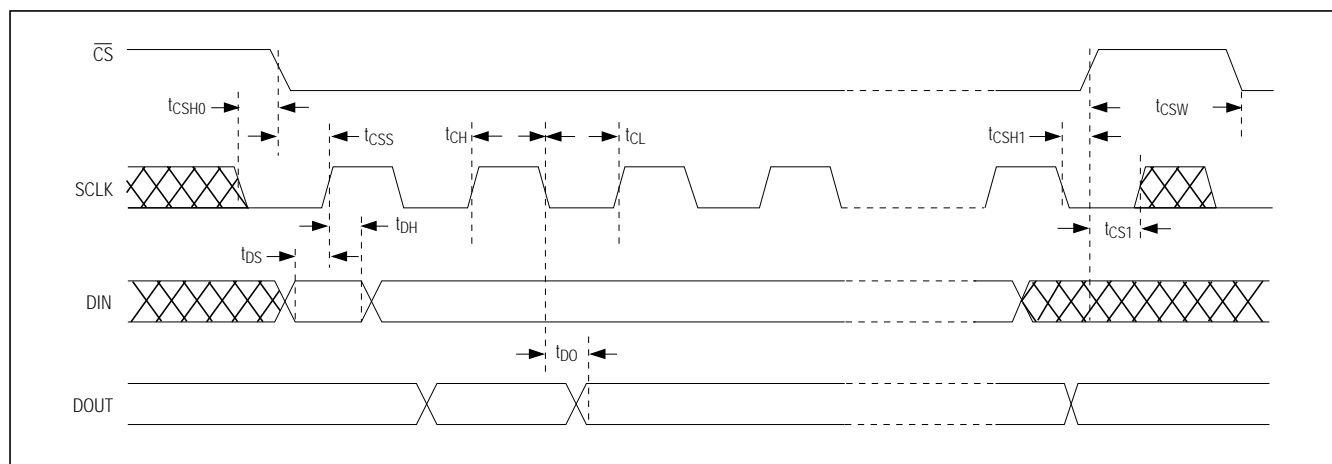 CS
tCSH0
tCSS
tCH
tCL
tCSH1
tCSW
SCLK
tDH
tCS1
tDS
DIN
tDO
DOUT